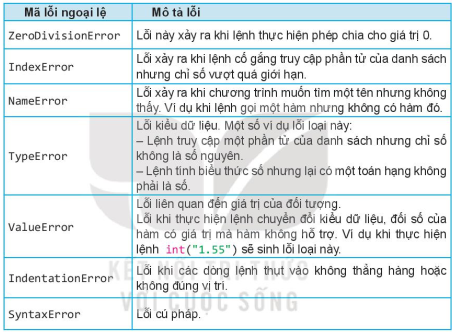 Mã lỗi ngoại lệ
Mô tả lỗi
ZeroDivisionError
Lỗi này xảy ra khi lệnh thực hiện phép chia cho giá trị 0.
IndexError
Lỗi xảy ra khi lệnh cố gắng truy cập phần tử của danh sách
nhưng chỉ số vượt quá giới hạn.
NameError
Lỗi xảy ra khi chương trình muốn tìm một tên nhưng không
thấy. Ví dụ khi lệnh gọi một hàm nhưng không có hàm đó.
TypeError
Lỗi kiểu dữ liệu. Một số ví dụ lỗi loại này:
– Lệnh truy cập một phần tử của danh sách nhưng chỉ số
không là số nguyên.
– Lệnh tính biểu thức số nhưng lại có một toán hạng không
phải là số.
ValueError
Lỗi liên quan đến giá trị của đối tượng.
Lỗi khi thực hiện lệnh chuyển đổi kiểu dữ liệu, đối số của
hàm có giá trị mà hàm không hỗ trợ. Ví dụ khi thực hiện
lệnh int("1.55") sẽ sinh lỗi loại này.
IndentationError
Lỗi khi các dòng lệnh thụt vào không thẳng hàng hoặc
không đúng vị trí.
SyntaxError
Lỗi cú pháp.
KẾT NỐI TRI THỨC
VỚI CUỘC SỐNG